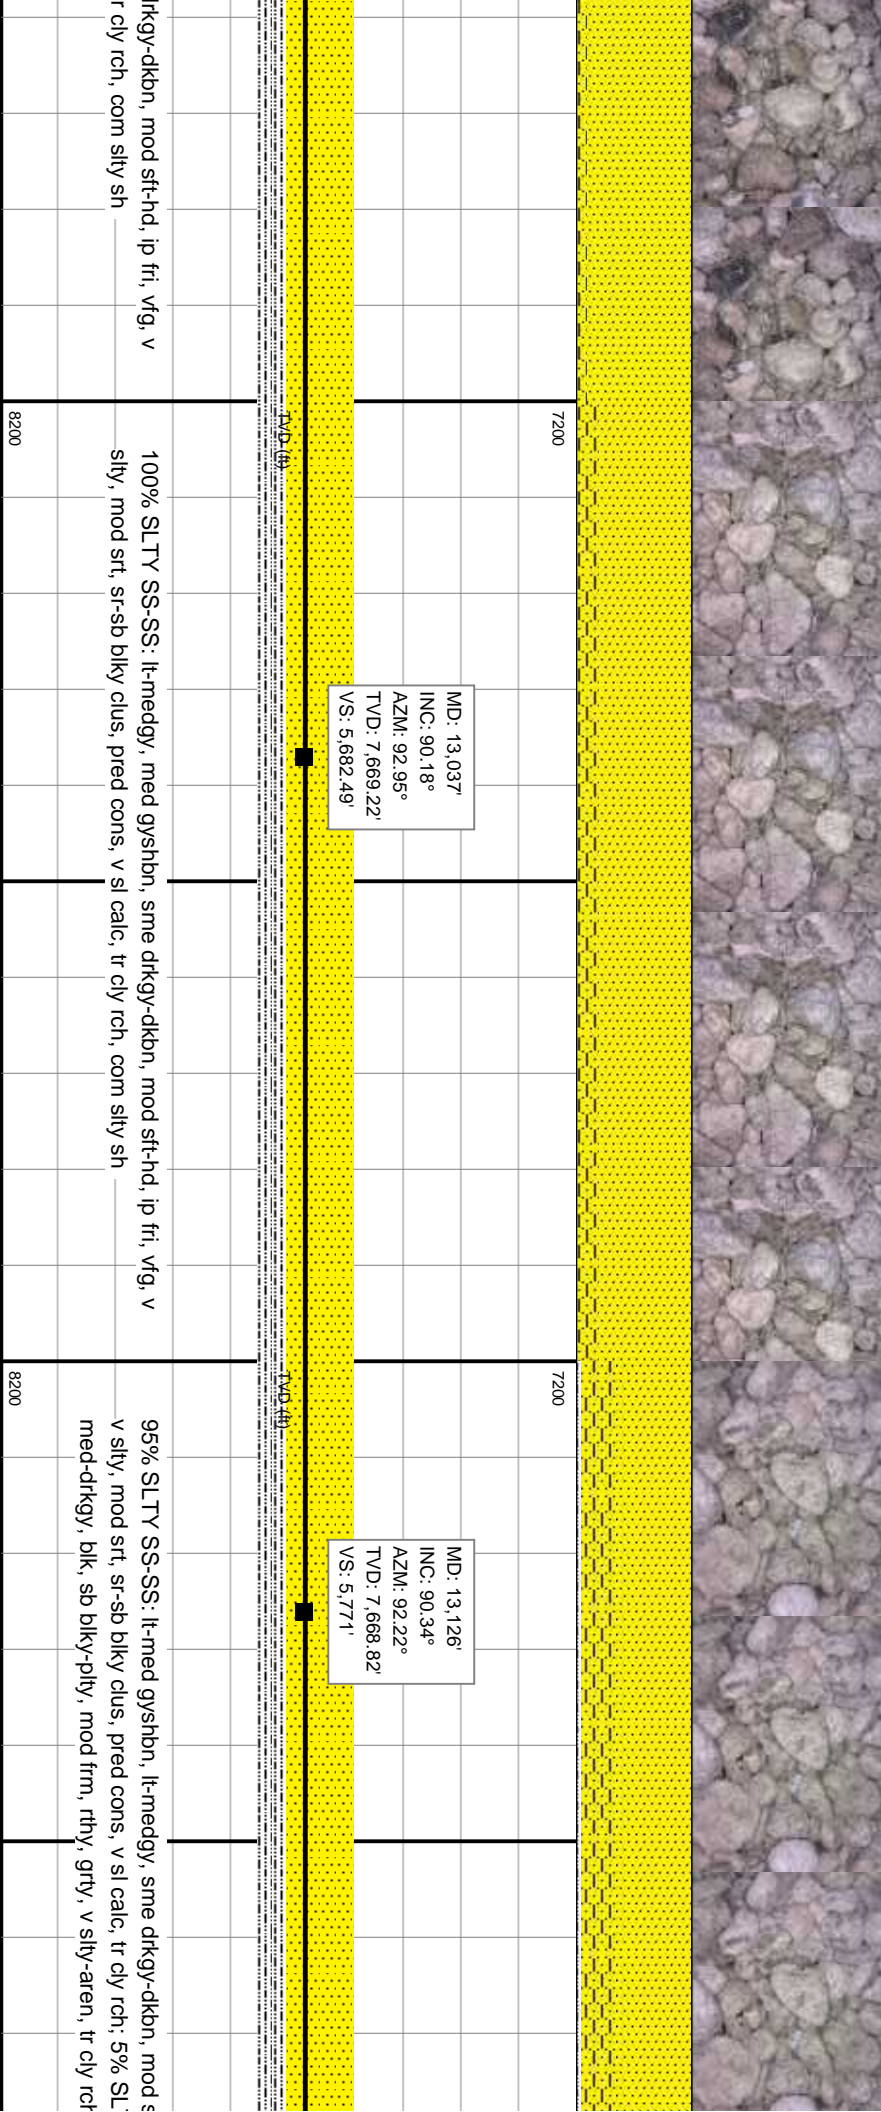 drkgy-dkbn, mod sft-hd, ip fri, vfg, v
r cly rch, com slty sh
7200
TVD (ft)
8200
100% SLTY SS-SS: lt-medgy, med gyshbn, sme drkgy-dkbn, mod sft-hd, ip fri, vfg, v
slty, mod srt, sr-sb blky clus, pred cons, v sl calc, tr cly rch, com slty sh
MD: 13,037'
INC: 90.18°
AZM: 92.95°
TVD: 7,669.22'
VS: 5,682.49'
7200
TVD (ft)
8200
95% SLTY SS-SS: lt-med gyshbn, lt-medgy, sme drkgy-dkbn, mod s
v slty, mod srt, sr-sb blky clus, pred cons, v sl calc, tr cly rch; 5% SL
med-drkgy, blk, sb blky-plty, mod frm, rthy, grty, v slty-aren, tr cly rch
MD: 13,126'
INC: 90.34°
AZM: 92.22°
TVD: 7,668.82'
VS: 5,771'